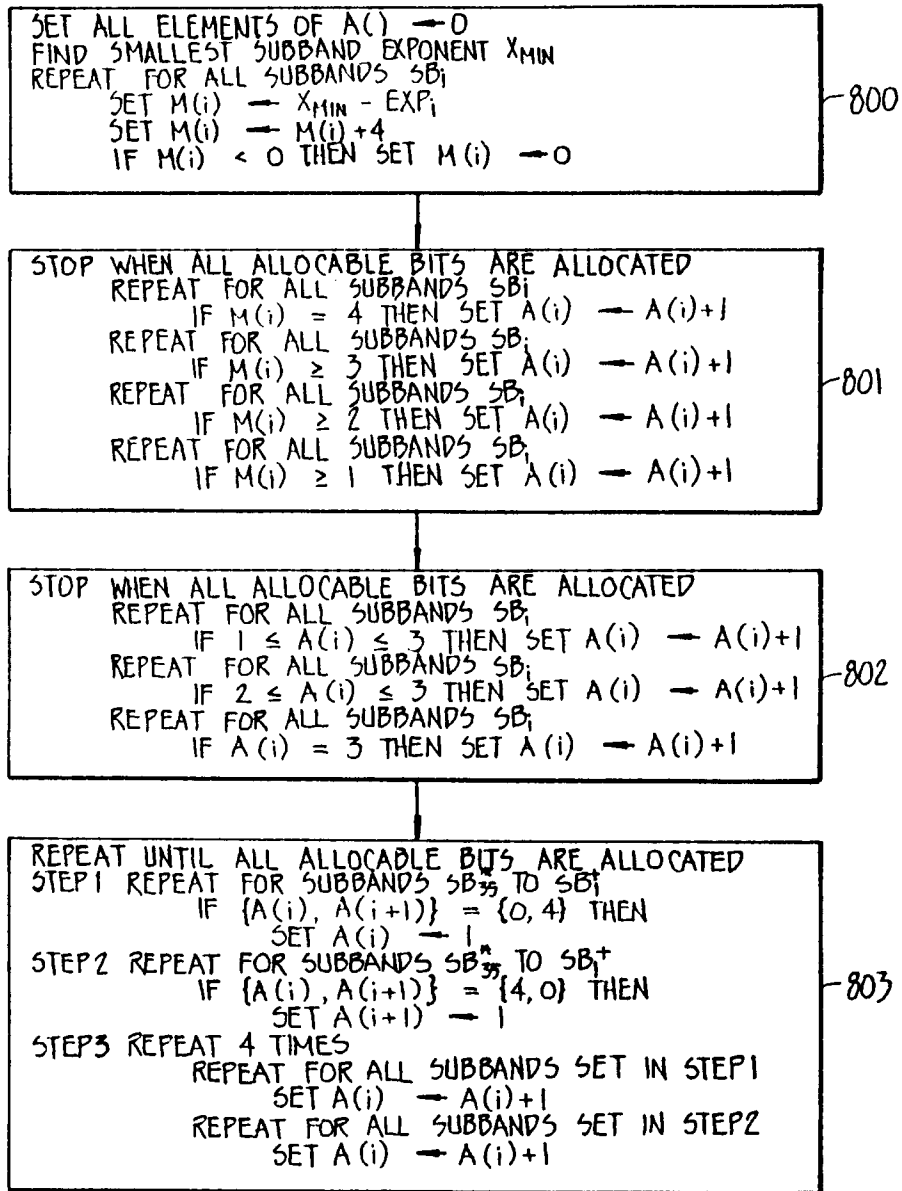 SET ALL ELEMENTS OF A() ← 0
FIND SMALLEST SUBBAND EXPONENT XMIN
REPEAT FOR ALL SUBBANDS SBi
SET M(i) ← XMIN - EXPi
SET M(i) ← M(i)+4
IF M(i) < 0 THEN SET M(i) ← 0
800
STOP WHEN ALL ALLOCABLE BITS ARE ALLOCATED
REPEAT FOR ALL SUBBANDS SBi
IF M(i) = 4 THEN SET A(i) ← A(i)+1
REPEAT FOR ALL SUBBANDS SBi
IF M(i) ≥ 3 THEN SET A(i) ← A(i)+1
REPEAT FOR ALL SUBBANDS SBi
IF M(i) ≥ 2 THEN SET A(i) ← A(i)+1
REPEAT FOR ALL SUBBANDS SBi
IF M(i) ≥ 1 THEN SET A(i) ← A(i)+1
801
STOP WHEN ALL ALLOCABLE BITS ARE ALLOCATED
REPEAT FOR ALL SUBBANDS SBi
IF 1 ≤ A(i) ≤ 3 THEN SET A(i) ← A(i)+1
REPEAT FOR ALL SUBBANDS SBi
IF 2 ≤ A(i) ≤ 3 THEN SET A(i) ← A(i)+1
REPEAT FOR ALL SUBBANDS SBi
IF A(i) = 3 THEN SET A(i) ← A(i)+1
802
REPEAT UNTIL ALL ALLOCABLE BITS ARE ALLOCATED
STEP1 REPEAT FOR SUBBANDS SB*35 TO SB1+
IF {A(i), A(i+1)} = {0,4} THEN
SET A(i) ← 1
STEP2 REPEAT FOR SUBBANDS SB*35 TO SB1+
IF {A(i), A(i+1)} = {4,0} THEN
SET A(i+1) ← 1
STEP3 REPEAT 4 TIMES
REPEAT FOR ALL SUBBANDS SET IN STEP1
SET A(i) ← A(i)+1
REPEAT FOR ALL SUBBANDS SET IN STEP2
SET A(i) ← A(i)+1
803